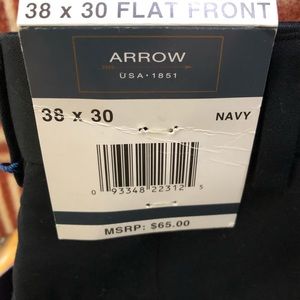 38 x 30 FLAT FRONT
ARROW
USA • 1851
38 x 30 NAVY
0 93348 22312 5
MSRP: $65.00